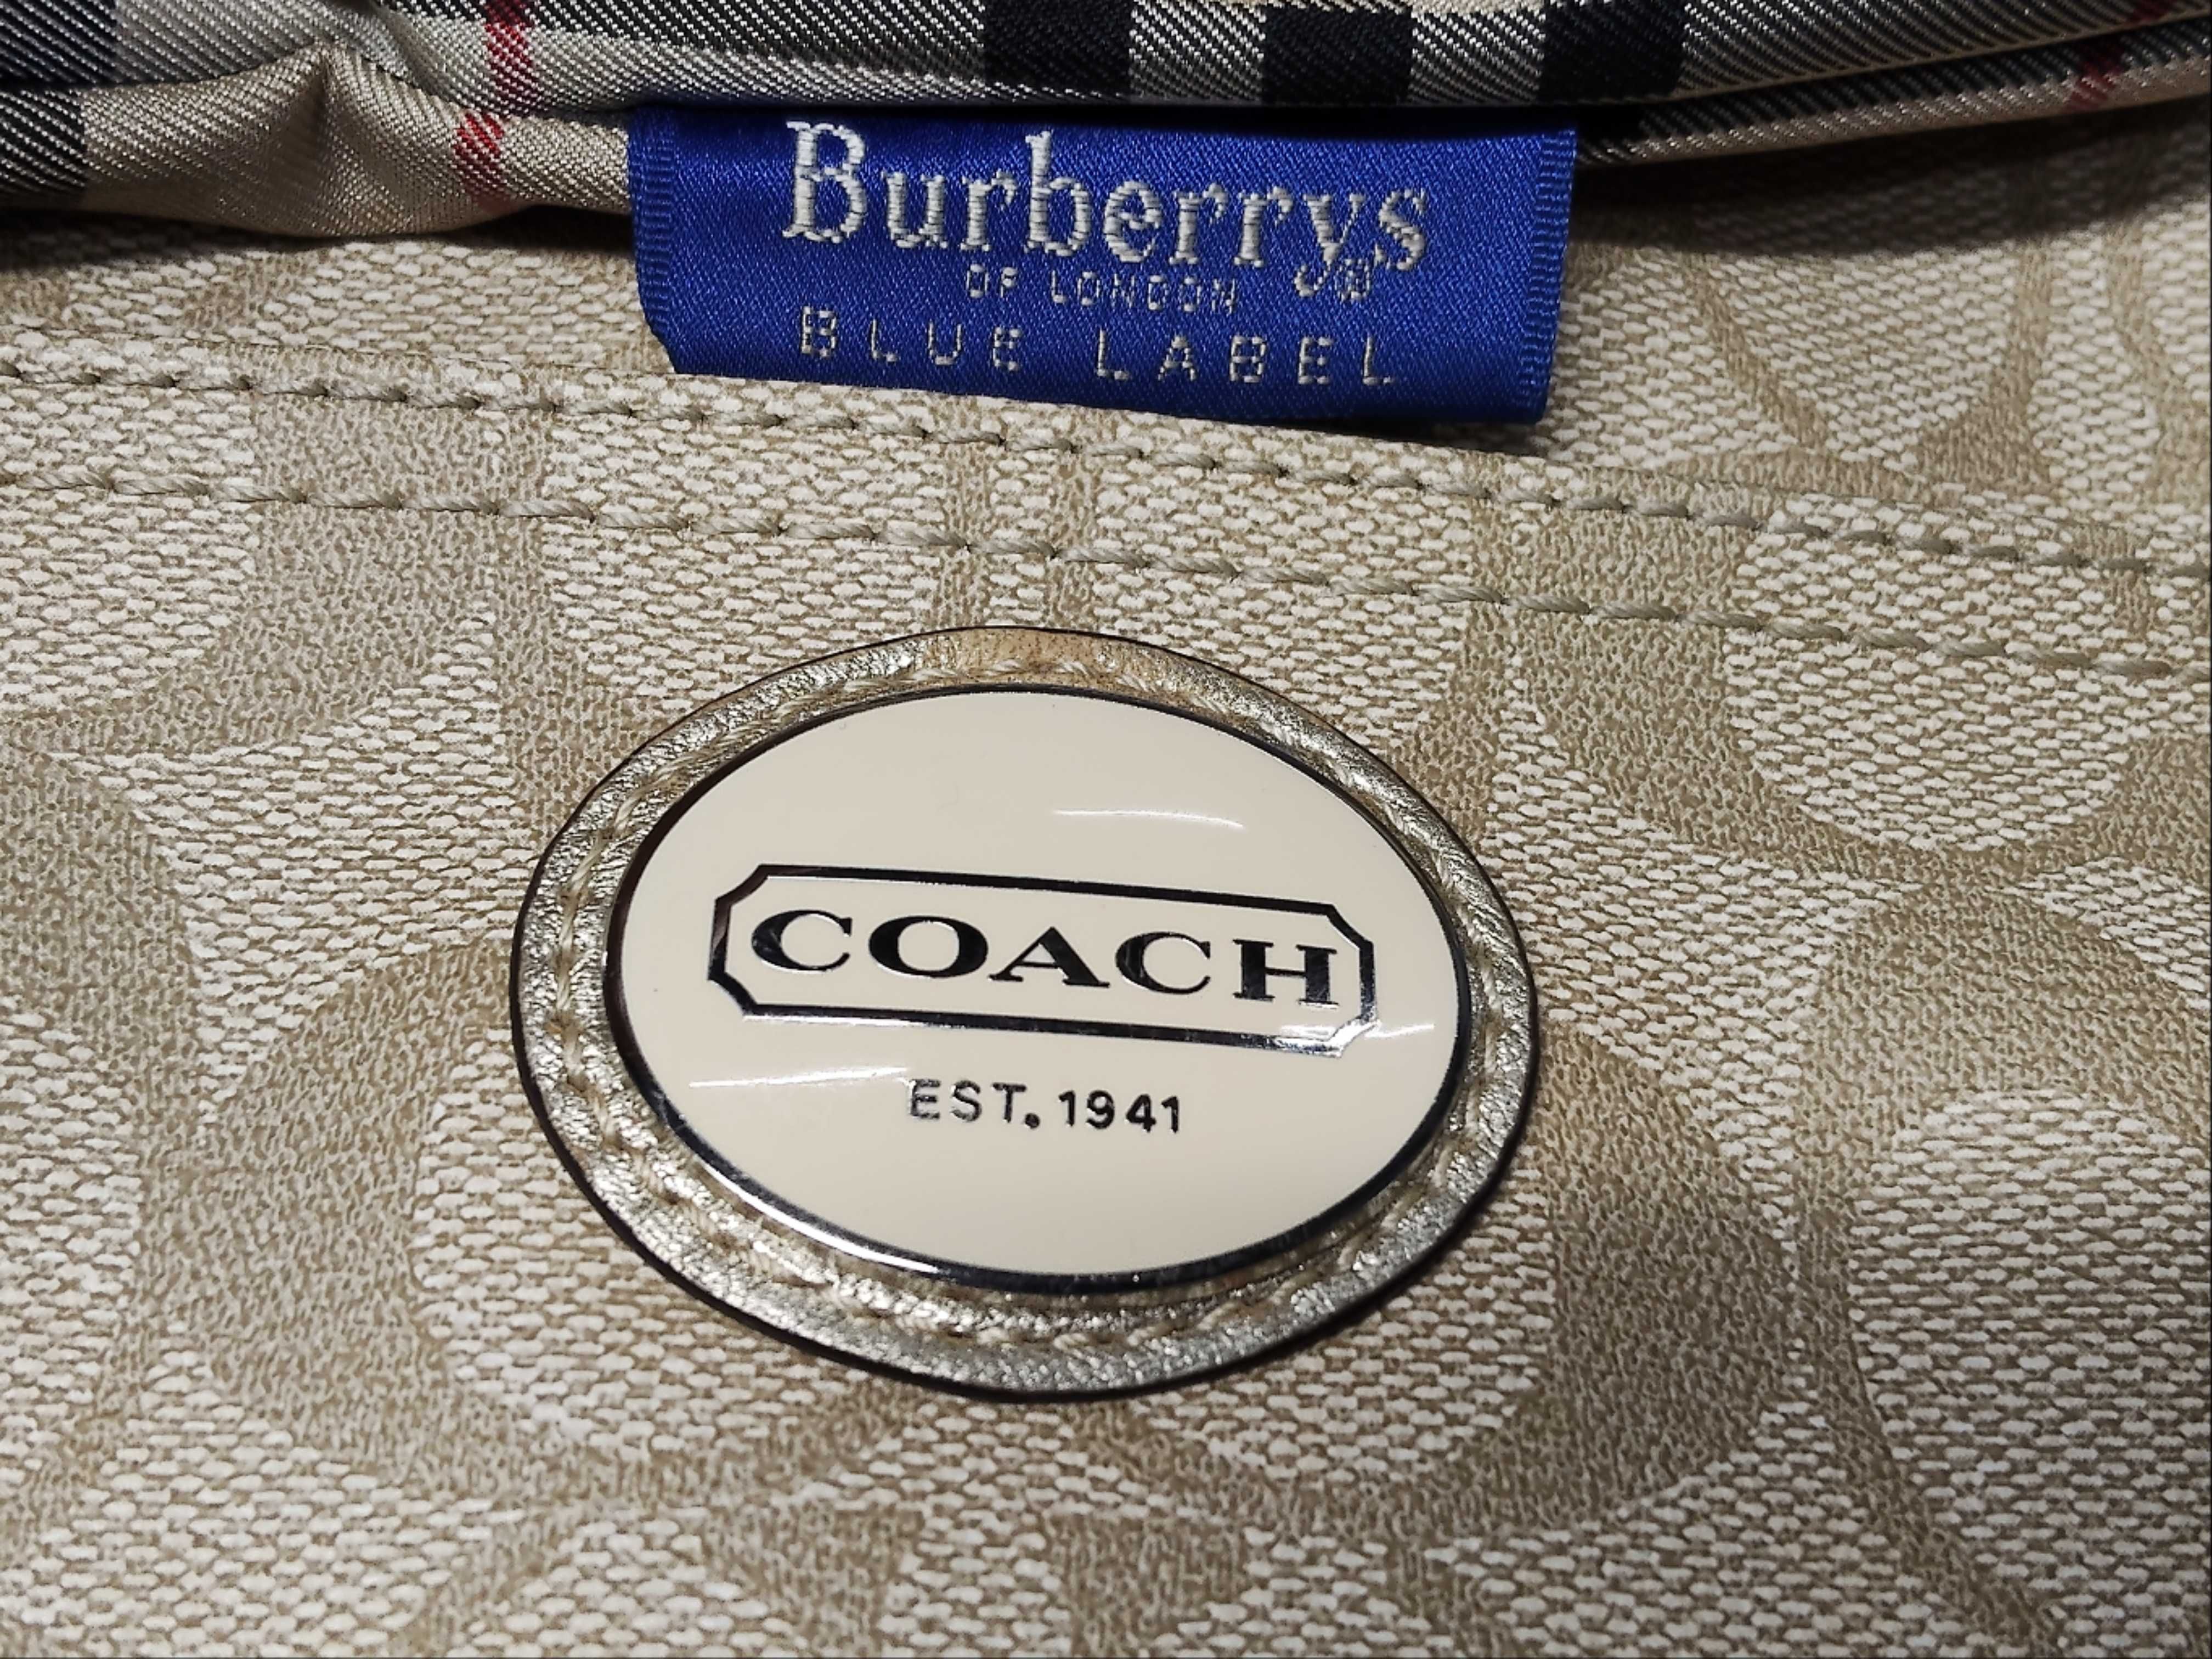 Burberrys®
OF LONDON
BLUE LABEL
COACH
EST. 1941